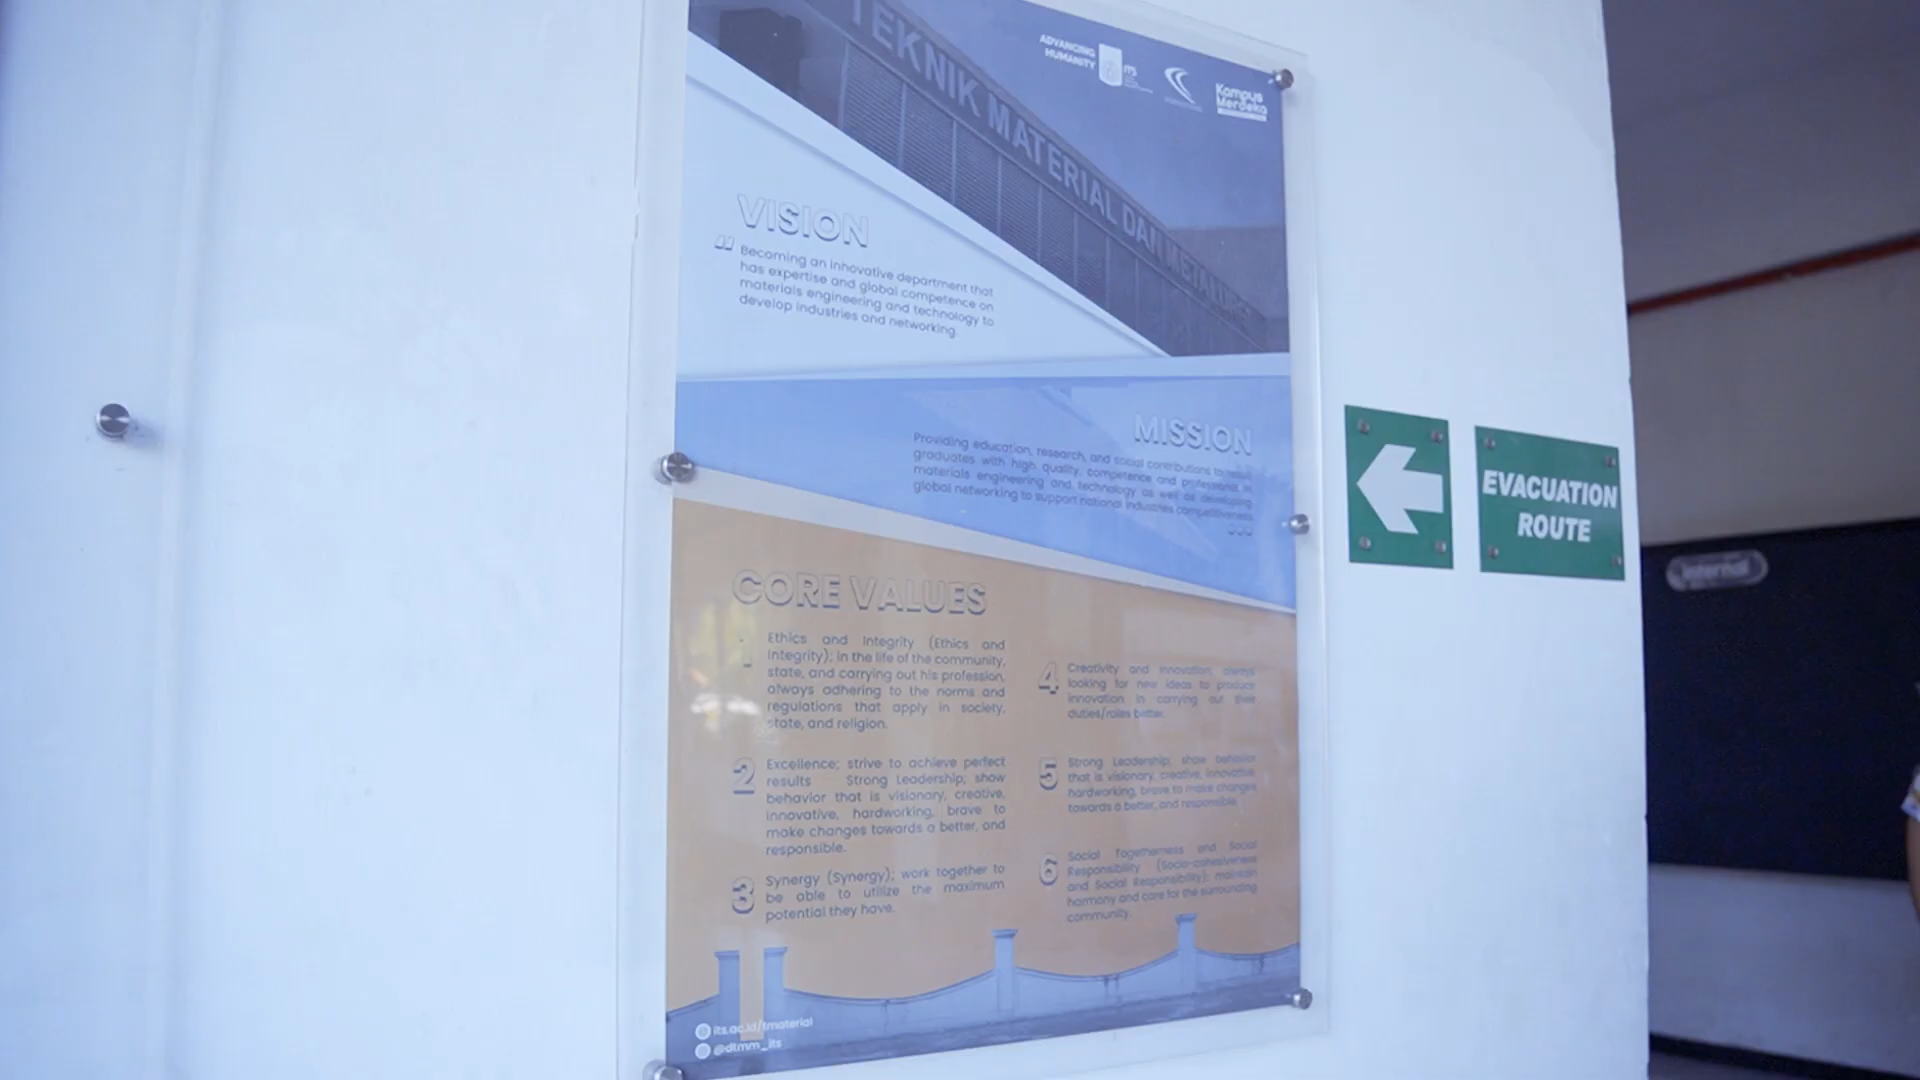 TEKNIK MATERIAL DAN METALURGI
ADVANCING
HUMANITY
ITS
Kampus
Merdeka
VISION
Becoming an innovative department that
has expertise and global competence on
materials engineering and technology to
develop industries and networking.
MISSION
Providing education, research, and social contributions to result
graduates with high quality, competence and professional in
materials engineering and technology as well as developing
global networking to support national industries competitiveness
CORE VALUES
1 Ethics and Integrity (Ethics and
Integrity); in the life of the community,
state, and carrying out his profession,
always adhering to the norms and
regulations that apply in society,
state, and religion.
2 Excellence; strive to achieve perfect
results Strong Leadership; show
behavior that is visionary, creative,
innovative, hardworking, brave to
make changes towards a better, and
responsible.
3 Synergy (Synergy); work together to
be able to utilize the maximum
potential they have.
4 Creativity and Innovation; always
looking for new ideas to produce
innovation in carrying out their
duties/roles better.
5 Strong Leadership; show behavior
that is visionary, creative, innovative,
hardworking, brave to make changes
towards a better, and responsible.
6 Social Togetherness and Social
Responsibility (Socio-cohesiveness
and Social Responsibility); maintain
harmony and care for the surrounding
community.
its.ac.id/tmaterial
@dtmm_its
EVACUATION
ROUTE
Internal